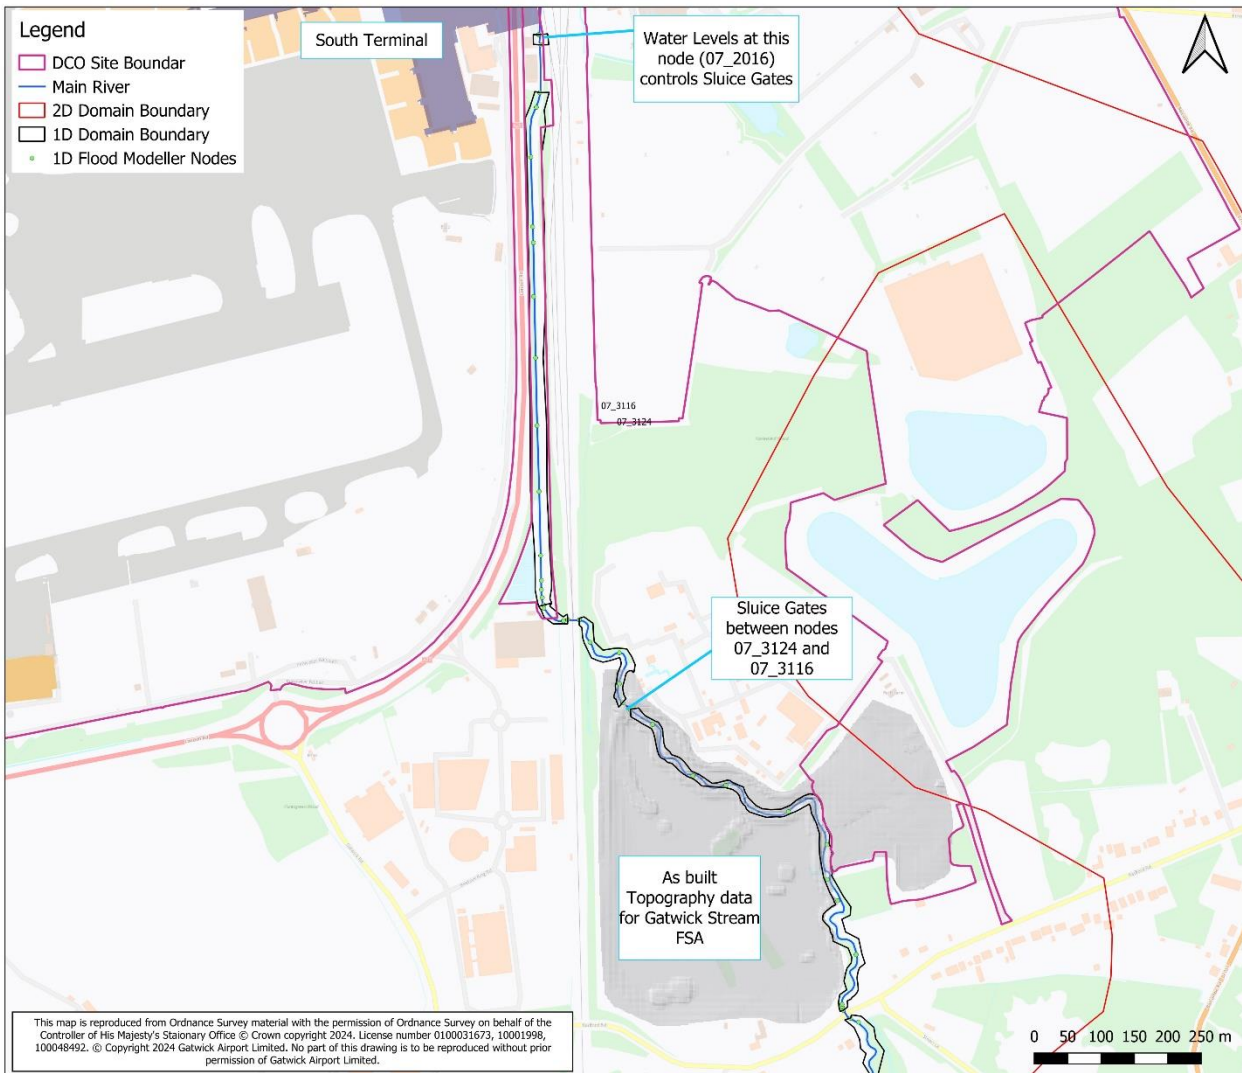 Legend
DCO Site Boundar
Main River
2D Domain Boundary
1D Domain Boundary
1D Flood Modeller Nodes
South Terminal
Water Levels at this
node (07_2016)
controls Sluice Gates
07_3116
07_3124
Sluice Gates
between nodes
07_3124 and
07_3116
As built
Topography data
for Gatwick Stream
FSA
This map is reproduced from Ordnance Survey material with the permission of Ordnance Survey on behalf of the
Controller of His Majesty's Staionary Office © Crown copyright 2024. License number 0100031673, 10001998,
100048492. © Copyright 2024 Gatwick Airport Limited. No part of this drawing is to be reproduced without prior
permission of Gatwick Airport Limited.
0 50 100 150 200 250 m